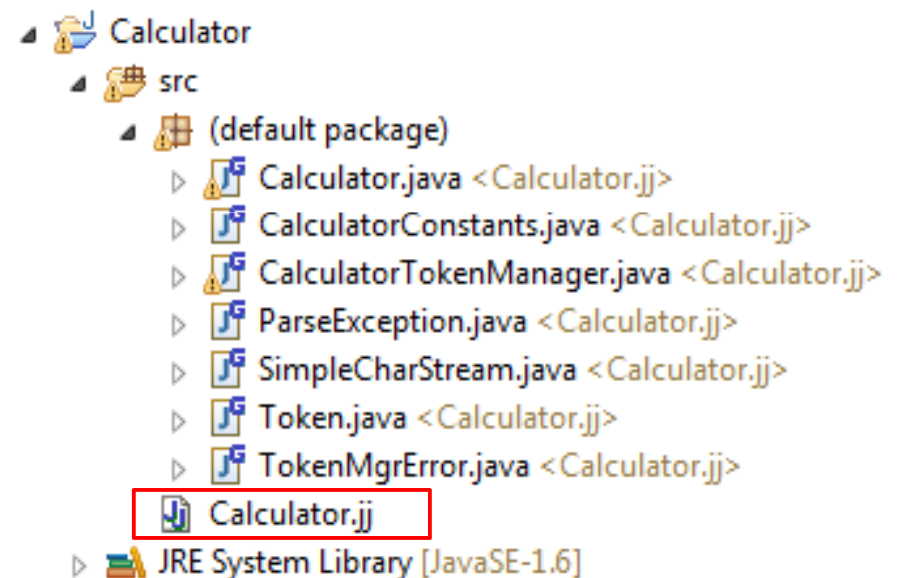 Calculator
src
(default package)
Calculator.java <Calculator.jj>
CalculatorConstants.java <Calculator.jj>
CalculatorTokenManager.java <Calculator.jj>
ParseException.java <Calculator.jj>
SimpleCharStream.java <Calculator.jj>
Token.java <Calculator.jj>
TokenMgrError.java <Calculator.jj>
Calculator.jj
JRE System Library [JavaSE-1.6]